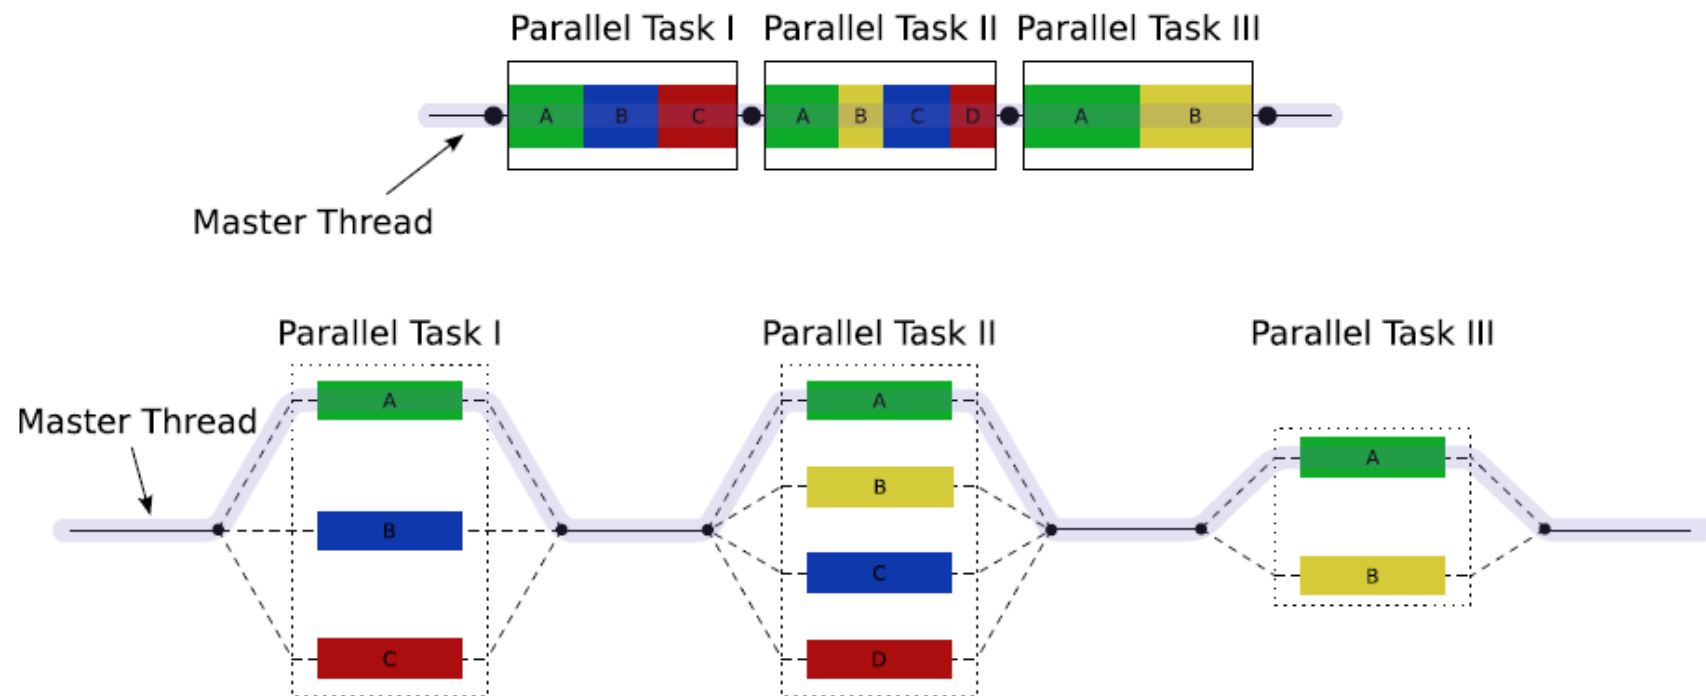 Parallel Task I Parallel Task II Parallel Task III
A B C A B C D A B
Master Thread
Parallel Task I Parallel Task II Parallel Task III
A A
Master Thread
A
B
B
C
B
C D